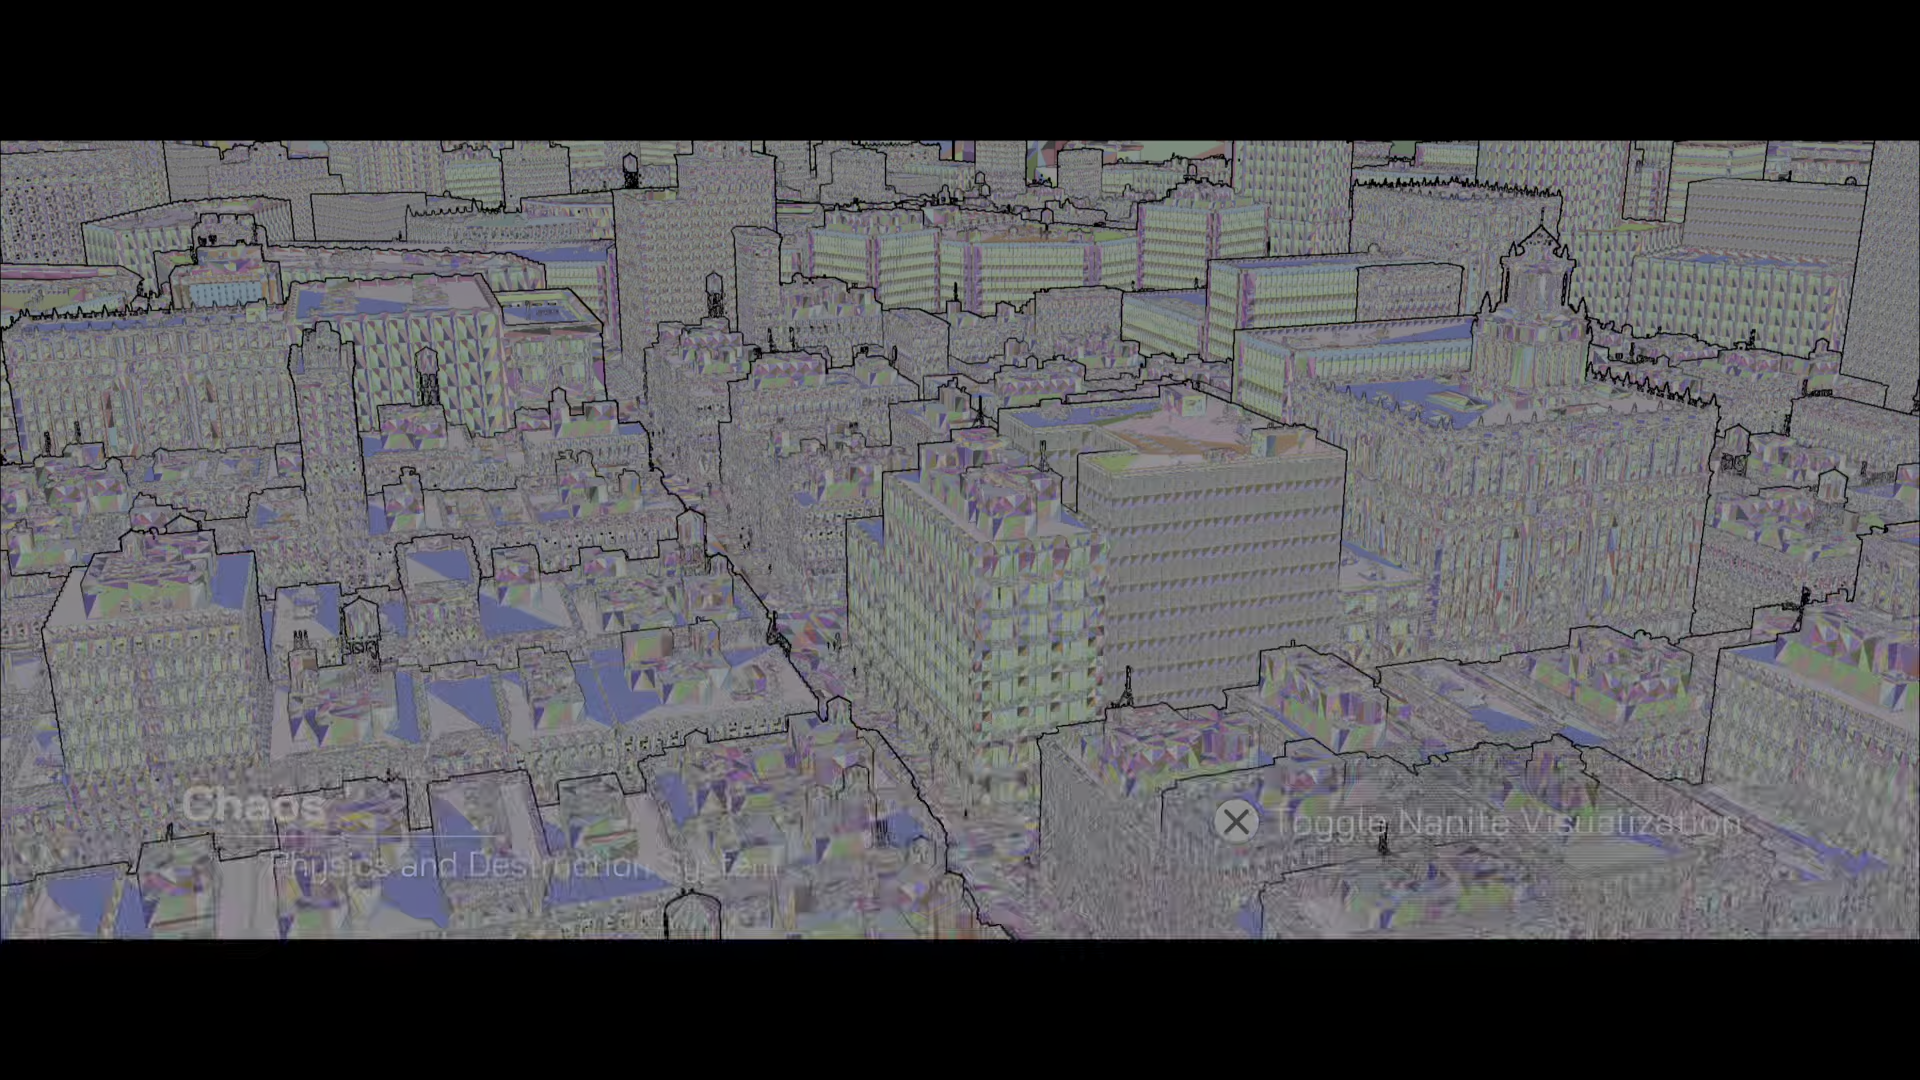 Chaos
Physics and Destruction System
Toggle Nanite Visualization